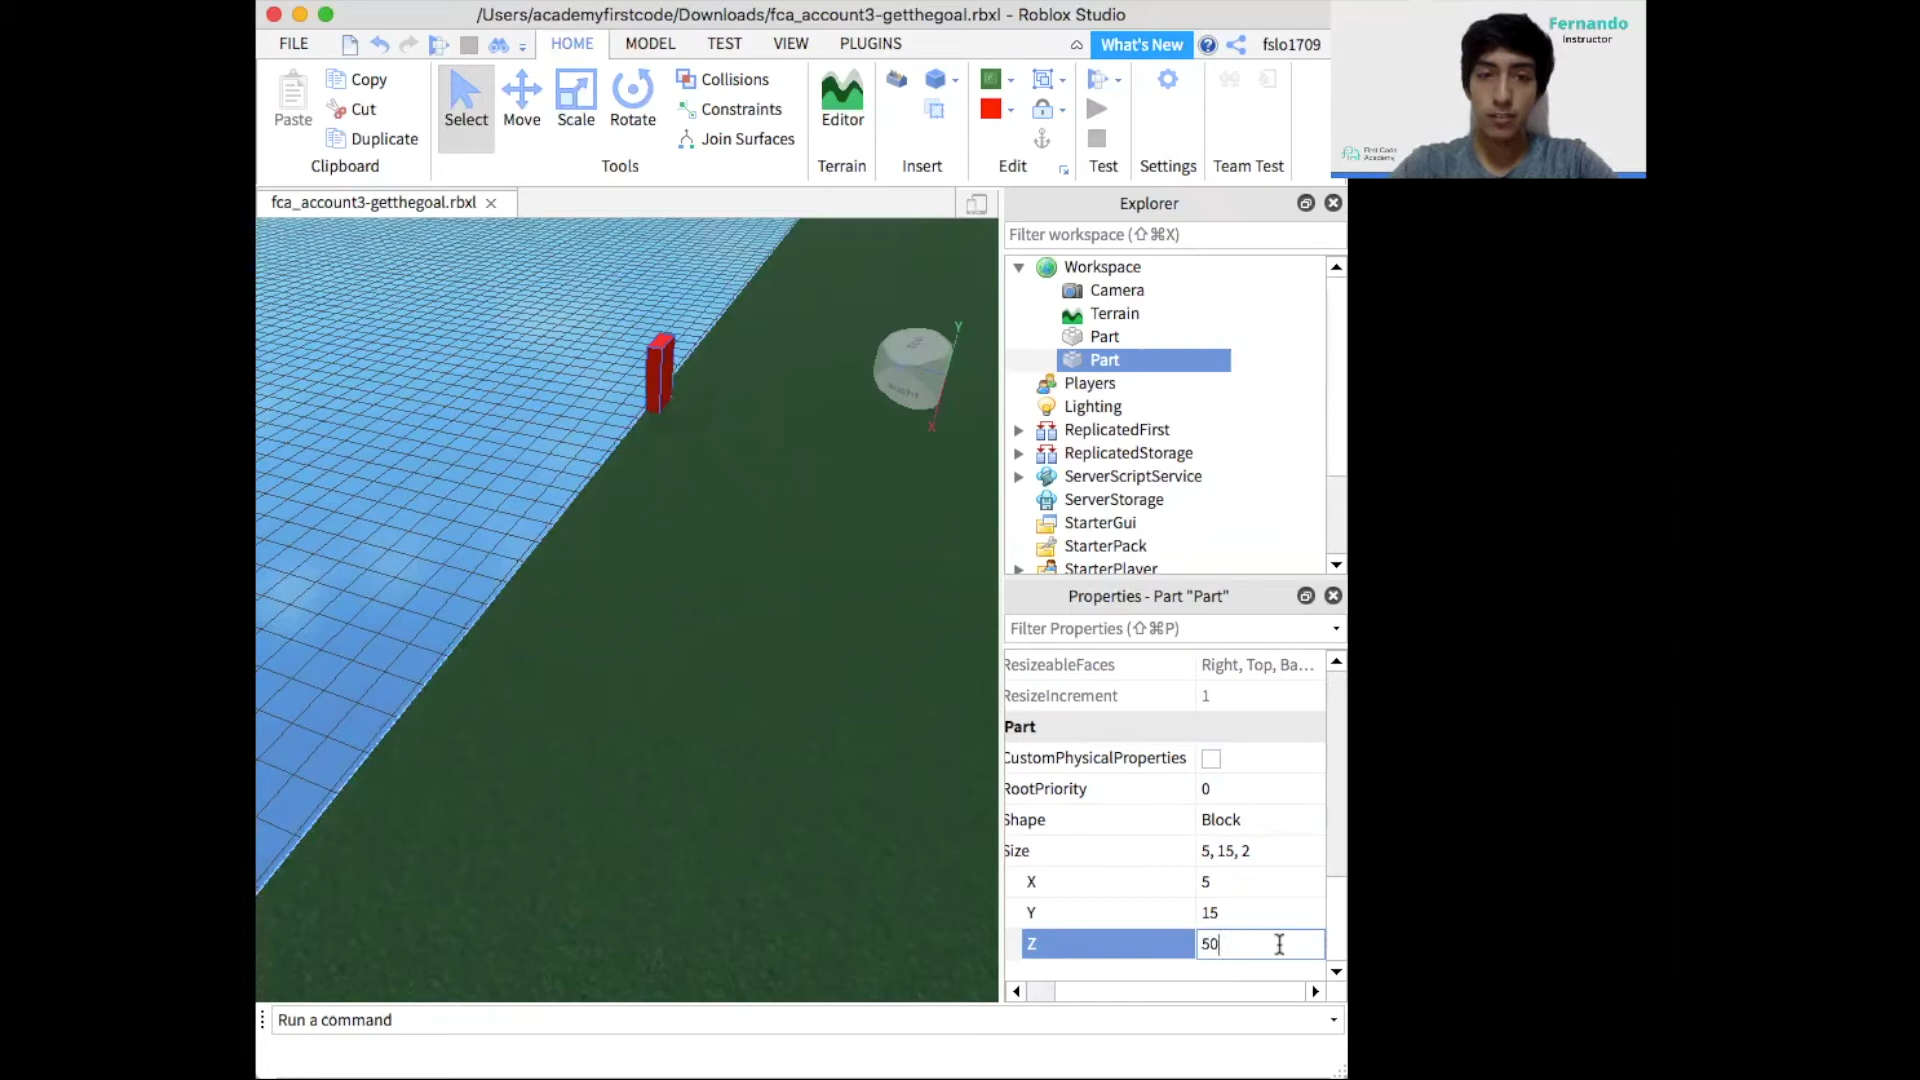 /Users/academyfirstcode/Downloads/fca_account3-getthegoal.rbxl - Roblox Studio
Fernando
Instructor
FILE HOME MODEL TEST VIEW PLUGINS What's New fslo1709
Copy
Cut
Duplicate
Paste
Clipboard
Select Move Scale Rotate
Collisions
Constraints
Join Surfaces
Tools
Editor
Terrain
Insert
Edit
Test
Settings
Team Test
First Code
Academy
fca_account3-getthegoal.rbxl
Explorer
Filter workspace (⇧⌘X)
Workspace
Camera
Terrain
Part
Part
Players
Lighting
ReplicatedFirst
ReplicatedStorage
ServerScriptService
ServerStorage
StarterGui
StarterPack
StarterPlayer
Y
X
Properties - Part "Part"
Filter Properties (⇧⌘P)
ResizeableFaces Right, Top, Ba...
ResizeIncrement 1
Part
CustomPhysicalProperties
RootPriority 0
Shape Block
Size 5, 15, 2
X 5
Y 15
Z 50
Run a command